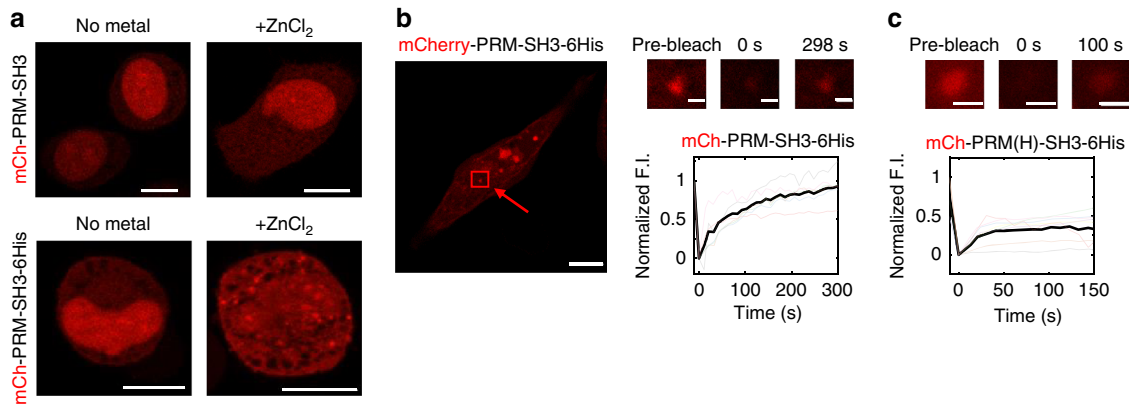 a
No metal
+ZnCl2
mCh-PRM-SH3
No metal
+ZnCl2
mCh-PRM-SH3-6His
b
mCherry-PRM-SH3-6His
Pre-bleach
0 s
298 s
mCh-PRM-SH3-6His
Normalized F.I.
1
0.5
0
0
100
200
300
Time (s)
c
Pre-bleach
0 s
100 s
mCh-PRM(H)-SH3-6His
Normalized F.I.
1
0.5
0
0
50
100
150
Time (s)